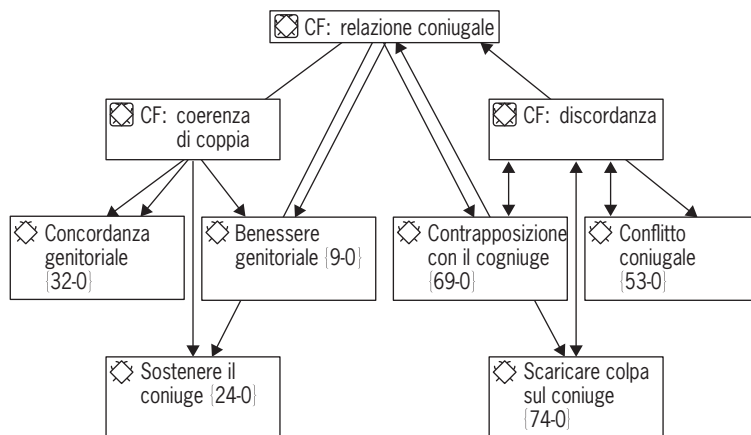 CF: relazione coniugale
CF: coerenza
di coppia
CF: discordanza
Concordanza
genitoriale
{32-0}
Benessere
genitoriale {9-0}
Contrapposizione
con il cogniuge
{69-0}
Conflitto
coniugale
{53-0}
Sostenere il
coniuge {24-0}
Scaricare colpa
sul coniuge
{74-0}